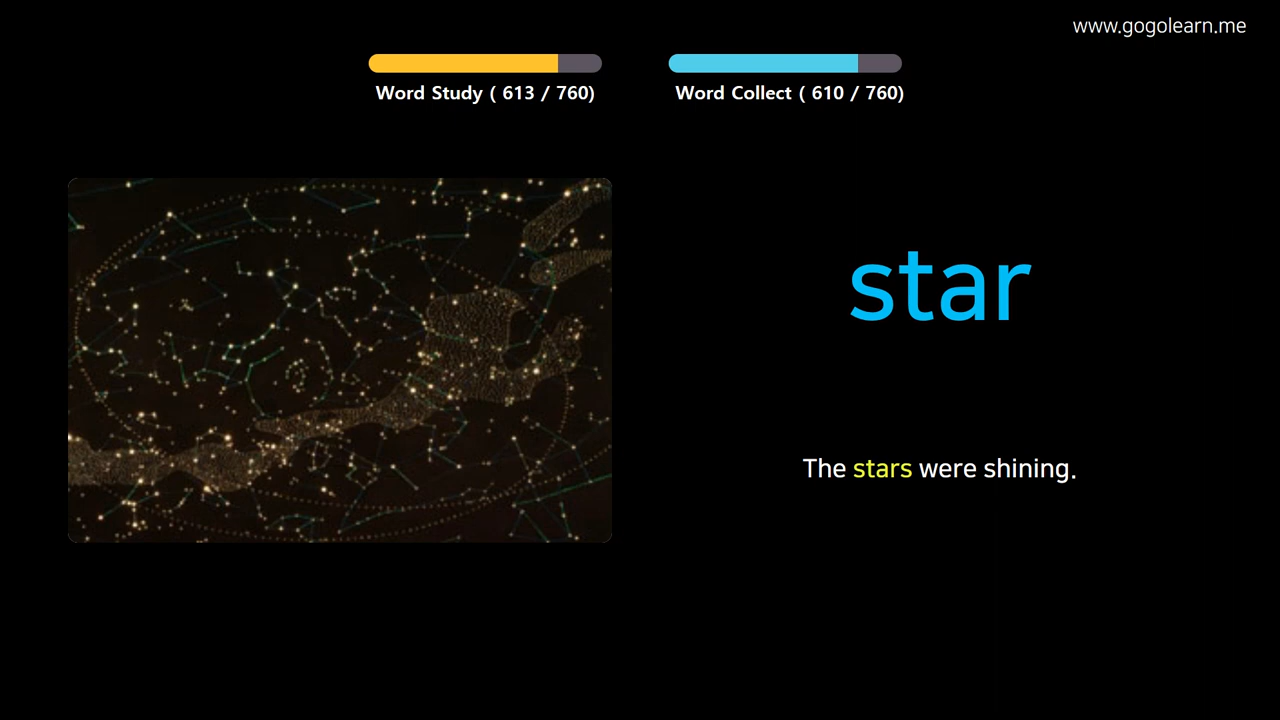 www.gogolearn.me
Word Study ( 613 / 760)
Word Collect ( 610 / 760)
star
The stars were shining.